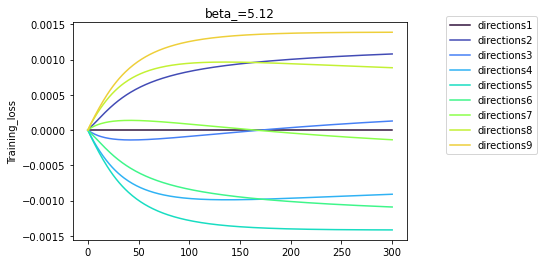 beta_=5.12
Training_loss
0.0015
0.0010
0.0005
0.0000
−0.0005
−0.0010
−0.0015
0
50
100
150
200
250
300
directions1
directions2
directions3
directions4
directions5
directions6
directions7
directions8
directions9